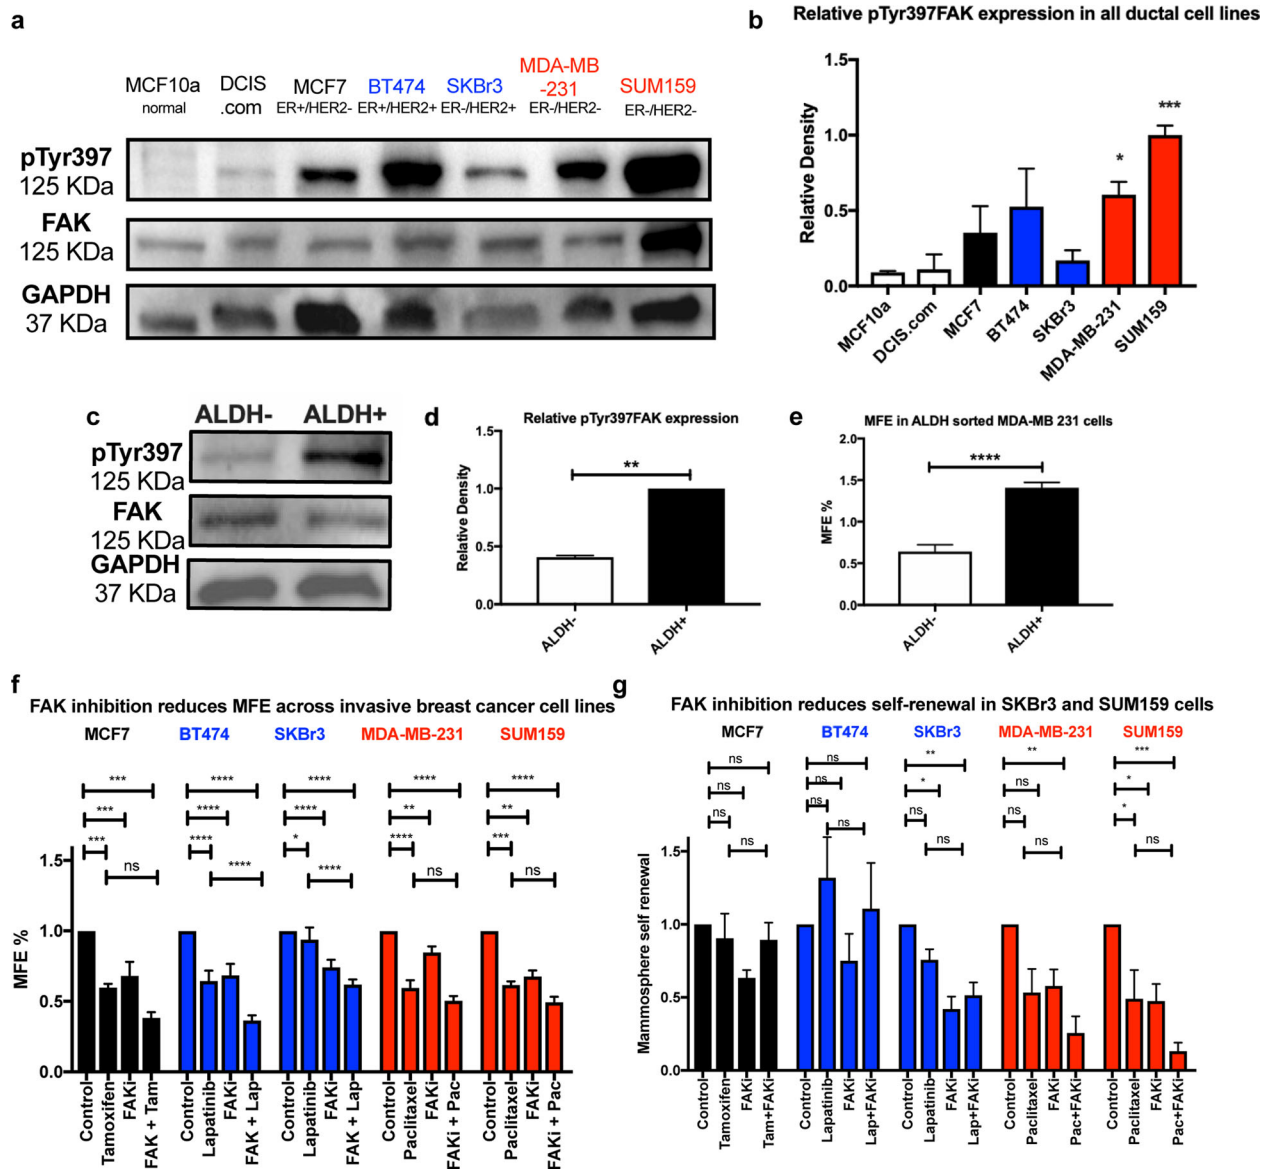 a
MCF10a
normal
DCIS
.com
MCF7
ER+/HER2-
BT474
ER+/HER2+
SKBr3
ER-/HER2+
MDA-MB
-231
ER-/HER2-
SUM159
ER-/HER2-
pTyr397
125 KDa
FAK
125 KDa
GAPDH
37 KDa
b
Relative pTyr397FAK expression in all ductal cell lines
Relative Density
1.5
1.0
0.5
0.0
*
***
MCF10a
DCIS.com
MCF7
BT474
SKBr3
MDA-MB-231
SUM159
c
ALDH-
ALDH+
pTyr397
125 KDa
FAK
125 KDa
GAPDH
37 KDa
d
Relative pTyr397FAK expression
Relative Density
1.5
1.0
0.5
0.0
**
ALDH-
ALDH+
e
MFE in ALDH sorted MDA-MB 231 cells
MFE %
2.0
1.5
1.0
0.5
0.0
****
ALDH-
ALDH+
f
FAK inhibition reduces MFE across invasive breast cancer cell lines
MCF7 BT474 SKBr3 MDA-MB-231 SUM159
*** **** **** **** ****
*** **** **** ** **
*** **** * **** ***
ns **** **** ns ns
MFE %
1.5
1.0
0.5
0.0
Control
Tamoxifen
FAKi
FAK + Tam
Control
Lapatinib
FAKi
FAK + Lap
Control
Lapatinib
FAKi
FAK + Lap
Control
Paclitaxel
FAKi
FAKi + Pac
Control
Paclitaxel
FAKi
FAKi + Pac
g
FAK inhibition reduces self-renewal in SKBr3 and SUM159 cells
MCF7 BT474 SKBr3 MDA-MB-231 SUM159
ns ns ** ** ***
ns ns * ns *
ns ns ns ns *
ns ns ns ns ns
Mammosphere self renewal
1.5
1.0
0.5
0.0
Control
Tamoxifen
FAKi
Tam+FAKi
Control
Lapatinib
FAKi
Lap+FAKi
Control
Lapatinib
FAKi
Lap+FAKi
Control
Paclitaxel
FAKi
Pac+FAKi
Control
Paclitaxel
FAKi
Pac+FAKi